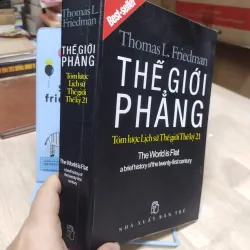 Best-seller
Thomas L. Friedman
THẾ GIỚI
PHẲNG
Tóm lược Lịch sử Thế giới Thế kỷ 21
The World is Flat
a brief history of the twenty-first century
NHÀ XUẤT BẢN TRẺ
Thomas L. Friedman
THẾ GIỚI
PHẲNG
Tóm lược
Lịch sử
Thế giới
Thế kỷ 21
The World is Flat